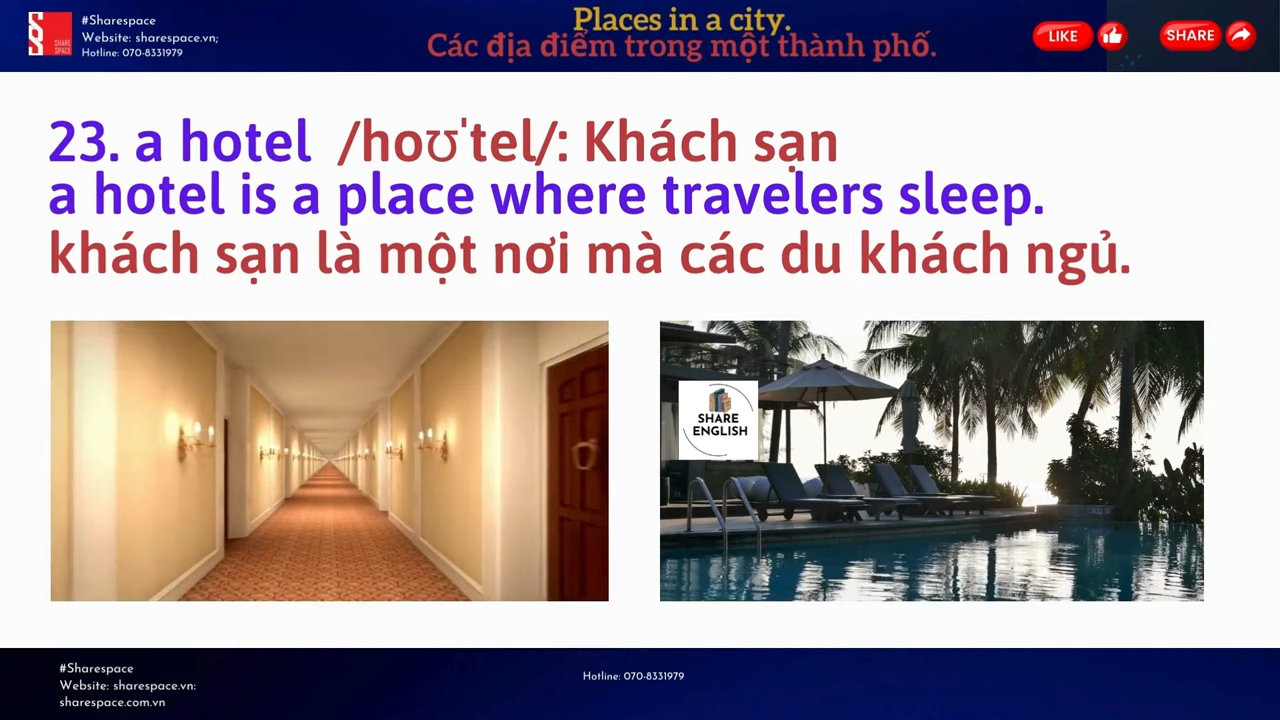 SHARE
SPACE
#Sharespace
Website: sharespace.vn;
Hotline: 070-8331979
Places in a city.
Các địa điểm trong một thành phố.
LIKE
SHARE
23. a hotel /hoʊˈtel/: Khách sạn
a hotel is a place where travelers sleep.
khách sạn là một nơi mà các du khách ngủ.
SHARE
ENGLISH
#Sharespace
Website: sharespace.vn:
sharespace.com.vn
Hotline: 070-8331979